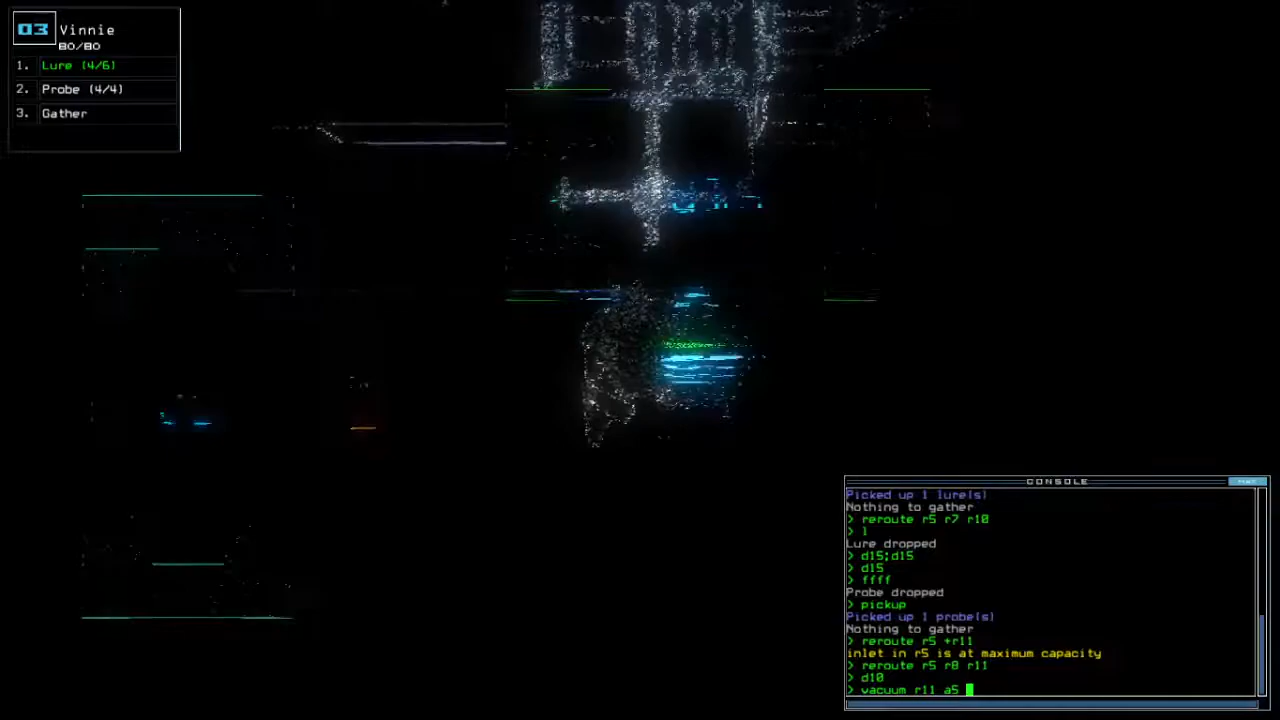 03 Vinnie
80/80
1. Lure (4/6)
2. Probe (4/4)
3. Gather
CONSOLE
Picked up 1 lure(s)
Nothing to gather
> reroute r5 r7 r10
> l
Lure dropped
> d15;d15
> d15
> ffff
Probe dropped
> pickup
Picked up 1 probe(s)
Nothing to gather
> reroute r5 +r11
inlet in r5 is at maximum capacity
> reroute r5 r8 r11
> d10
> vacuum r11 a5